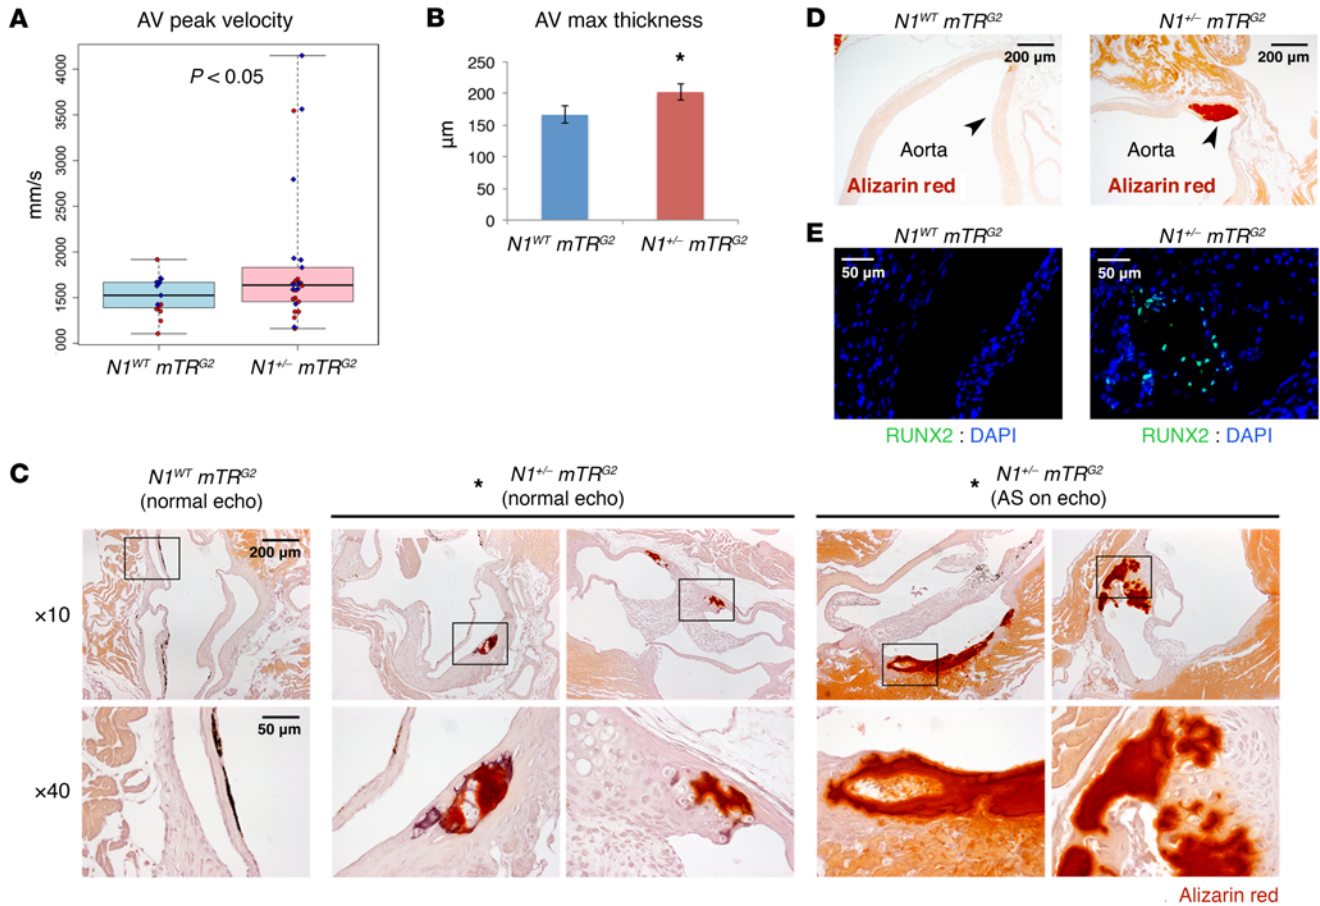 A
AV peak velocity
P < 0.05
mm/s
4000
3500
3000
2500
2000
1500
000
N1WT mTRG2
N1+/– mTRG2
B
AV max thickness
*
µm
250
200
150
100
50
0
N1WT mTRG2
N1+/– mTRG2
D
N1WT mTRG2
N1+/– mTRG2
200 µm
200 µm
Aorta
Aorta
Alizarin red
Alizarin red
E
N1WT mTRG2
N1+/– mTRG2
50 µm
50 µm
RUNX2 : DAPI
RUNX2 : DAPI
C
N1WT mTRG2
(normal echo)
* N1+/– mTRG2
(normal echo)
* N1+/– mTRG2
(AS on echo)
×10
200 µm
×40
50 µm
Alizarin red